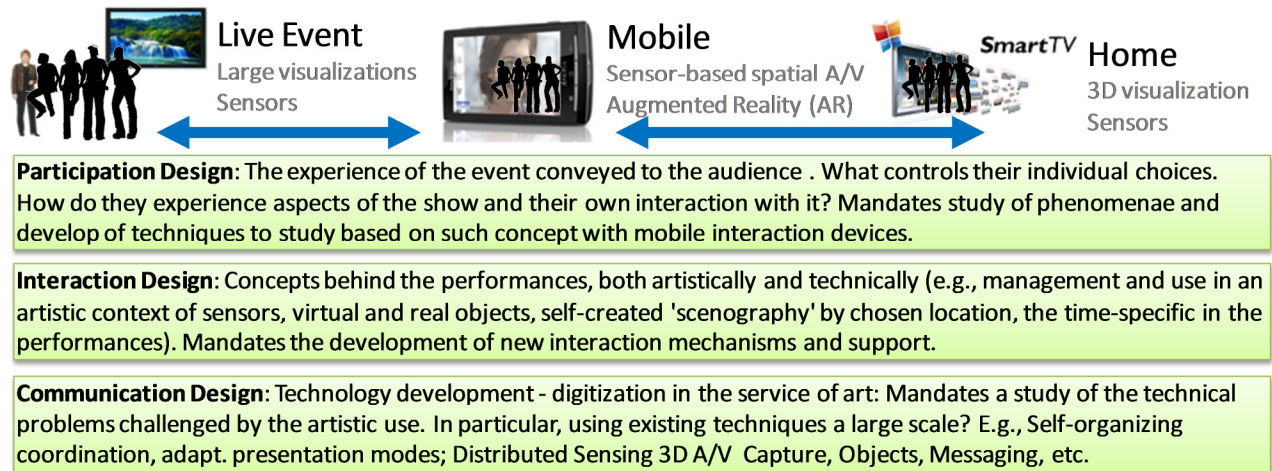 Live Event
Large visualizations
Sensors
Mobile
Sensor-based spatial A/V
Augmented Reality (AR)
SmartTV
Home
3D visualization
Sensors
Participation Design: The experience of the event conveyed to the audience . What controls their individual choices.
How do they experience aspects of the show and their own interaction with it? Mandates study of phenomenae and
develop of techniques to study based on such concept with mobile interaction devices.
Interaction Design: Concepts behind the performances, both artistically and technically (e.g., management and use in an
artistic context of sensors, virtual and real objects, self-created 'scenography' by chosen location, the time-specific in the
performances). Mandates the development of new interaction mechanisms and support.
Communication Design: Technology development - digitization in the service of art: Mandates a study of the technical
problems challenged by the artistic use. In particular, using existing techniques a large scale? E.g., Self-organizing
coordination, adapt. presentation modes; Distributed Sensing 3D A/V Capture, Objects, Messaging, etc.